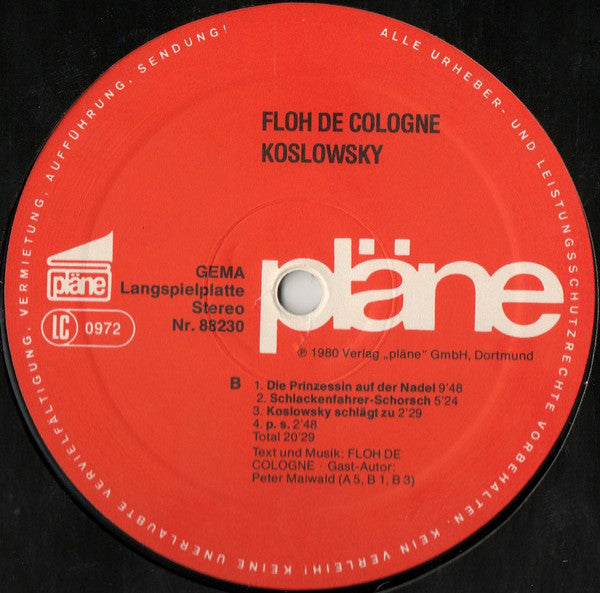 ALLE URHEBER- UND LEISTUNGSSCHUTZRECHTE VORBEHALTEN. KEIN VERLEIH! KEINE UNERLAUBTE VERVIELFÄLTIGUNG, VERMIETUNG, AUFFÜHRUNG, SENDUNG!
FLOH DE COLOGNE
KOSLOWSKY
pläne
LC 0972
GEMA
Langspielplatte
Stereo
Nr. 88230
pläne
℗ 1980 Verlag „pläne“ GmbH, Dortmund
B
1. Die Prinzessin auf der Nadel 9'48
2. Schlackenfahrer-Schorsch 5'24
3. Koslowsky schlägt zu 2'29
4. p. s. 2'48
Total 20'29
Text und Musik: FLOH DE
COLOGNE · Gast-Autor:
Peter Maiwald (A 5, B 1, B 3)